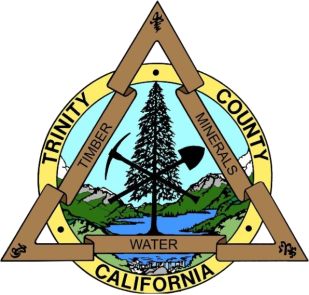 TRINITY
COUNTY
TIMBER
MINERALS
WATER
CALIFORNIA